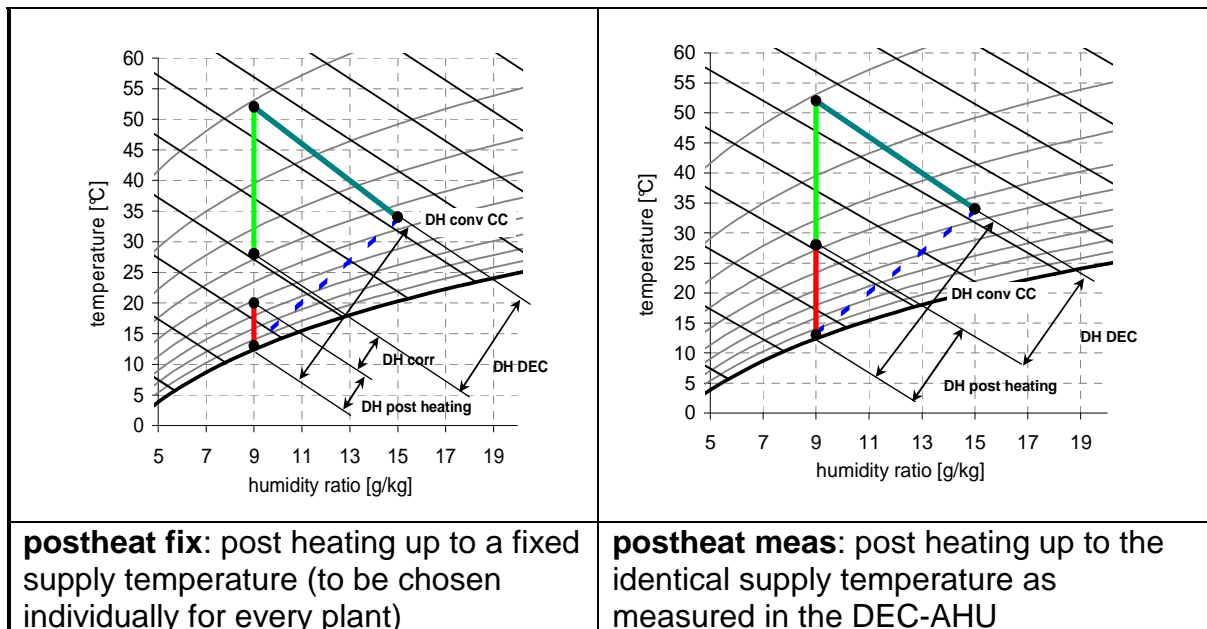 60
55
50
45
40
35
30
25
20
15
10
5
0
temperature [°C]
5 7 9 11 13 15 17 19
humidity ratio [g/kg]
DH conv CC
DH corr
DH DEC
DH post heating
60
55
50
45
40
35
30
25
20
15
10
5
0
temperature [°C]
5 7 9 11 13 15 17 19
humidity ratio [g/kg]
DH conv CC
DH DEC
DH post heating
postheat fix: post heating up to a fixed
supply temperature (to be chosen
individually for every plant)
postheat meas: post heating up to the
identical supply temperature as
measured in the DEC-AHU